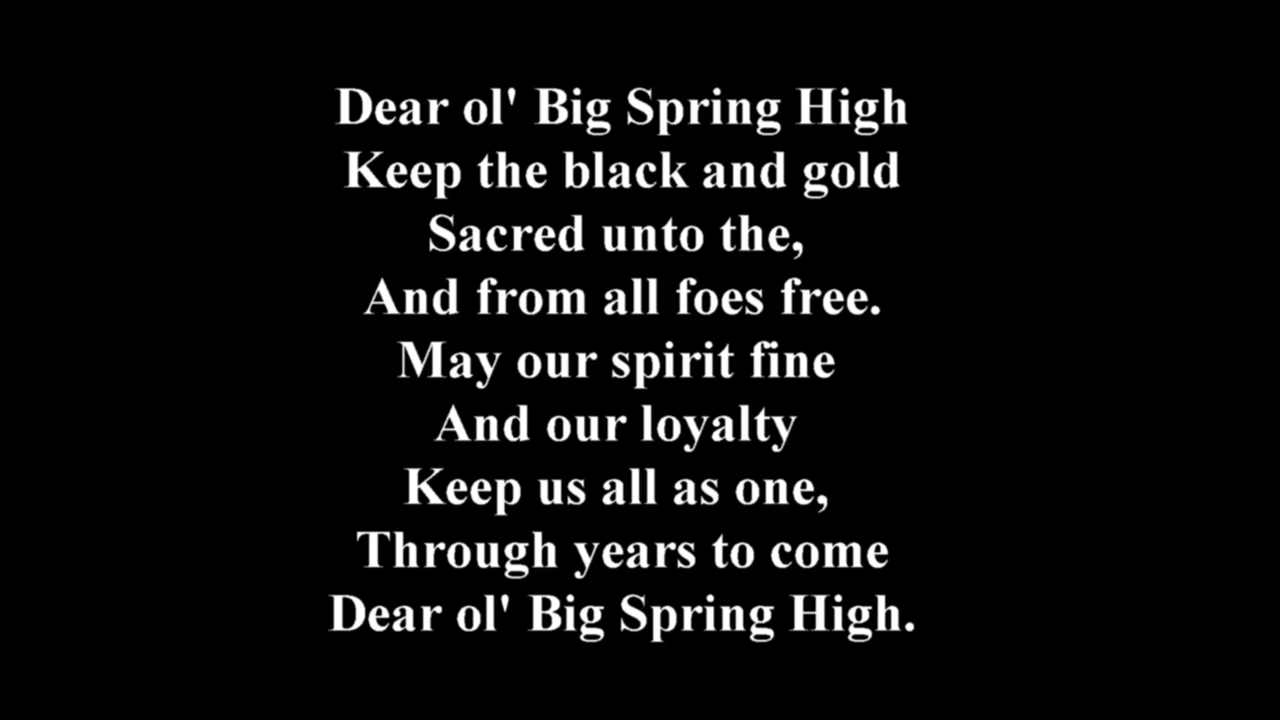 Dear ol' Big Spring High
Keep the black and gold
Sacred unto the,
And from all foes free.
May our spirit fine
And our loyalty
Keep us all as one,
Through years to come
Dear ol' Big Spring High.